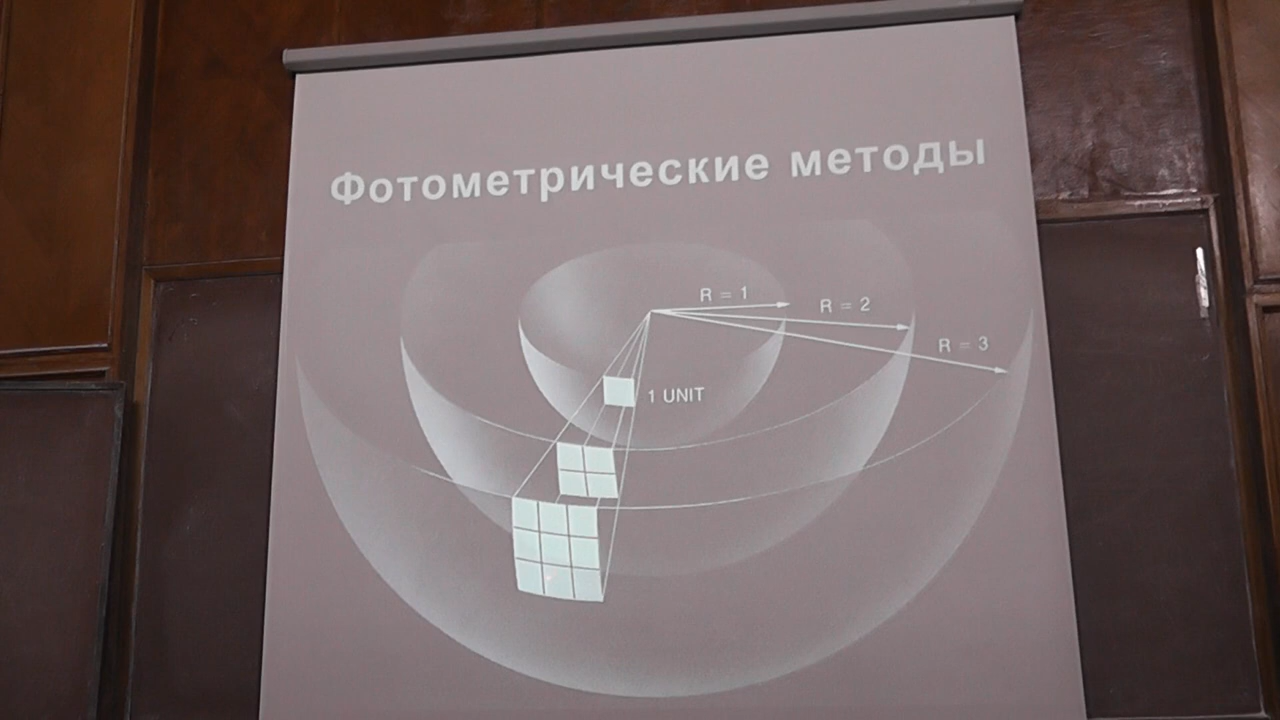 Фотометрические методы
R = 1
R = 2
R = 3
1 UNIT